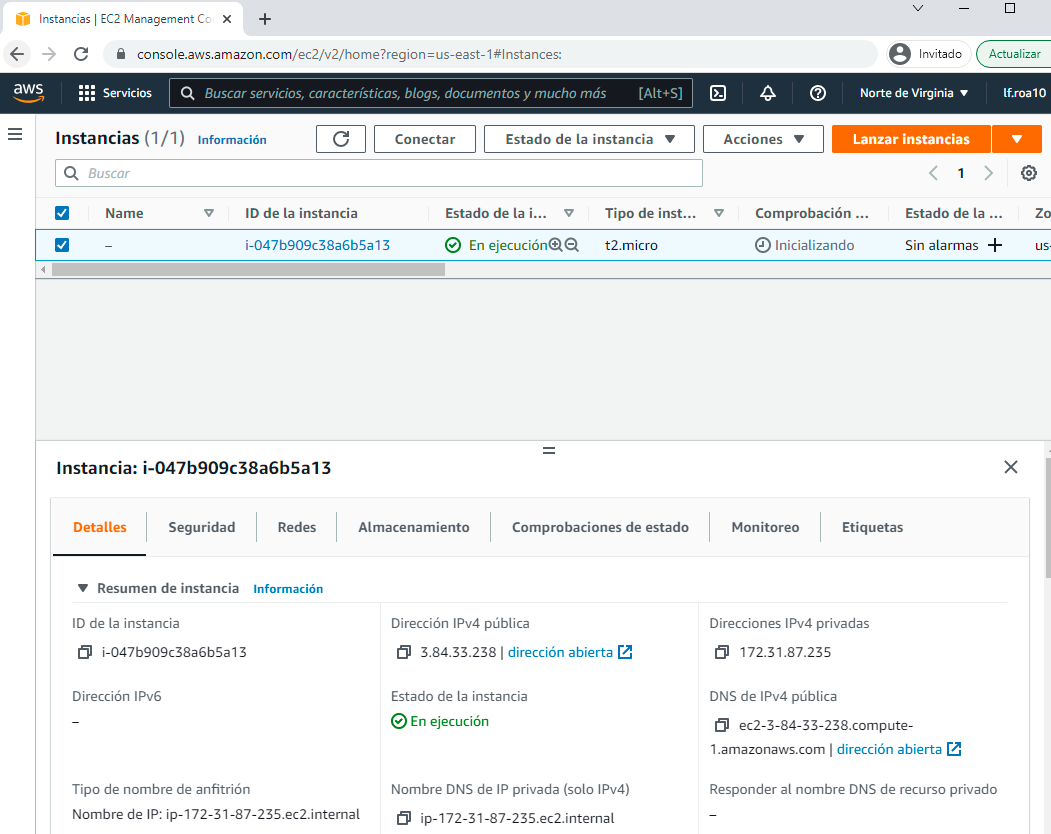 Instancias | EC2 Management Co
console.aws.amazon.com/ec2/v2/home?region=us-east-1#Instances:
Invitado
Actualizar
aws
Servicios
Buscar servicios, características, blogs, documentos y mucho más
[Alt+S]
Norte de Virginia
lf.roa10
Instancias (1/1)
Información
Conectar
Estado de la instancia
Acciones
Lanzar instancias
Buscar
1
Name
ID de la instancia
Estado de la i...
Tipo de inst...
Comprobación ...
Estado de la ...
Zo
–
i-047b909c38a6b5a13
En ejecución
t2.micro
Inicializando
Sin alarmas
us-
Instancia: i-047b909c38a6b5a13
Detalles
Seguridad
Redes
Almacenamiento
Comprobaciones de estado
Monitoreo
Etiquetas
Resumen de instancia
Información
ID de la instancia
i-047b909c38a6b5a13
Dirección IPv4 pública
3.84.33.238 | dirección abierta
Direcciones IPv4 privadas
172.31.87.235
Dirección IPv6
–
Estado de la instancia
En ejecución
DNS de IPv4 pública
ec2-3-84-33-238.compute-
1.amazonaws.com | dirección abierta
Tipo de nombre de anfitrión
Nombre de IP: ip-172-31-87-235.ec2.internal
Nombre DNS de IP privada (solo IPv4)
ip-172-31-87-235.ec2.internal
Responder al nombre DNS de recurso privado
–